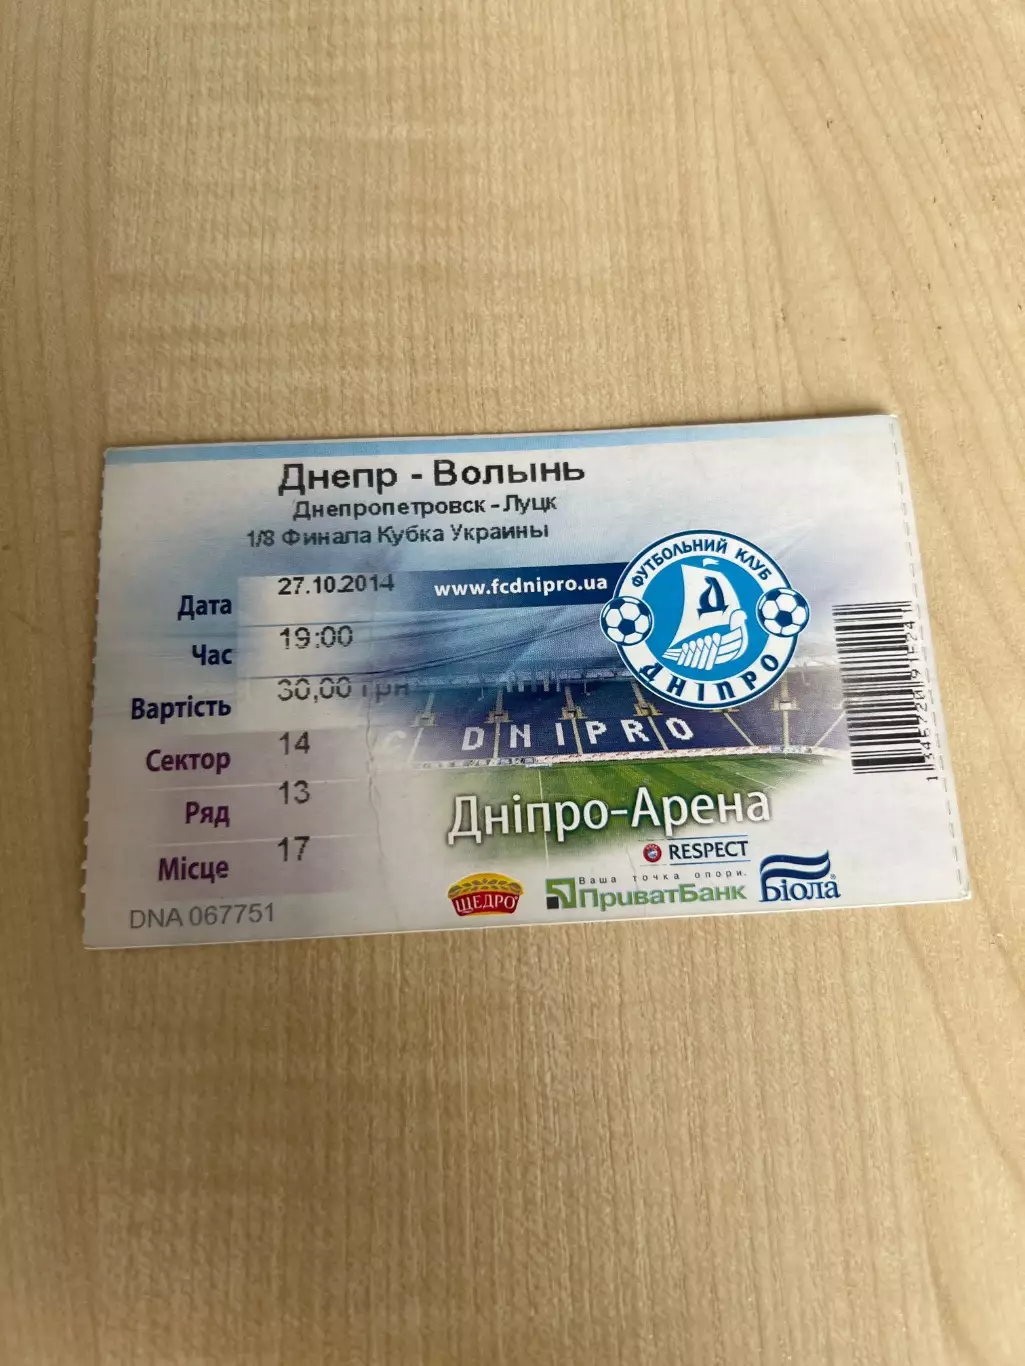 Днепр - Волынь
Днепропетровск - Луцк
1/8 Финала Кубка Украины
Дата 27.10.2014 www.fcdnipro.ua
Час 19:00
Вартість 30,00 грн
Сектор 14
Ряд 13
Місце 17
DNA 067751
ФУТБОЛЬНИЙ КЛУБ
Д
ДНІПРО
C DNIPRO
Дніпро-Арена
RESPECT
ЩЕДРО
Ваша точка опори.
ПриватБанк
Біола